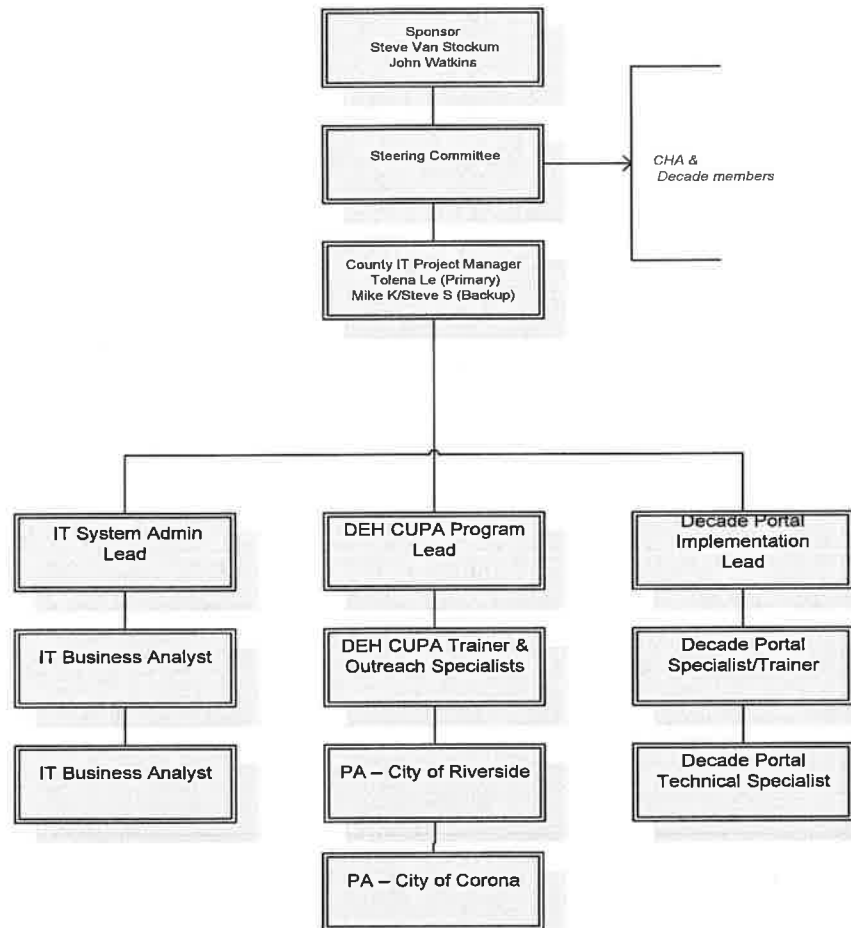 Sponsor
Steve Van Stockum
John Watkins
Steering Committee
CHA &
Decade members
County IT Project Manager
Tolena Le (Primary)
Mike K/Steve S (Backup)
IT System Admin
Lead
DEH CUPA Program
Lead
Decade Portal
Implementation
Lead
IT Business Analyst
DEH CUPA Trainer &
Outreach Specialists
Decade Portal
Specialist/Trainer
IT Business Analyst
PA – City of Riverside
Decade Portal
Technical Specialist
PA – City of Corona